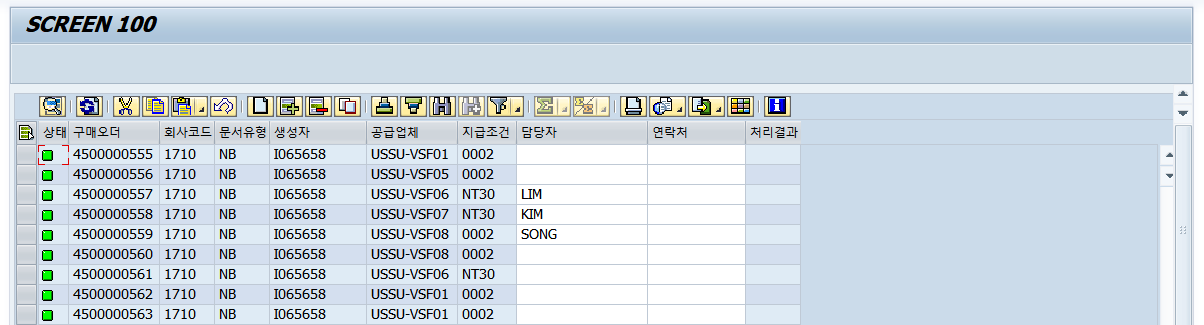 SCREEN 100
상태 구매오더 회사코드 문서유형 생성자 공급업체 지급조건 담당자 연락처 처리결과
4500000555 1710 NB I065658 USSU-VSF01 0002
4500000556 1710 NB I065658 USSU-VSF05 0002
4500000557 1710 NB I065658 USSU-VSF06 NT30 LIM
4500000558 1710 NB I065658 USSU-VSF07 NT30 KIM
4500000559 1710 NB I065658 USSU-VSF08 0002 SONG
4500000560 1710 NB I065658 USSU-VSF08 0002
4500000561 1710 NB I065658 USSU-VSF06 NT30
4500000562 1710 NB I065658 USSU-VSF01 0002
4500000563 1710 NB I065658 USSU-VSF01 0002